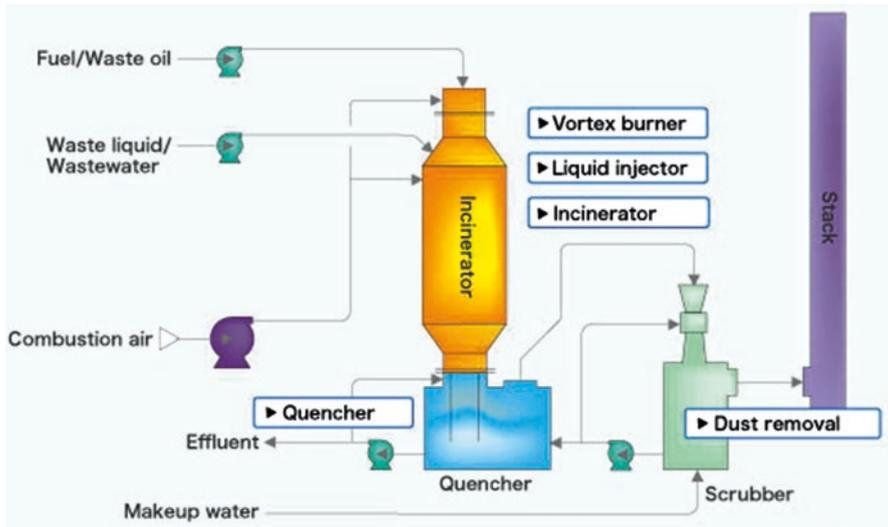 Fuel/Waste oil
▶ Vortex burner
Waste liquid/
Wastewater
▶ Liquid injector
▶ Incinerator
Incinerator
Stack
Combustion air
▶ Quencher
▶ Dust removal
Effluent
Quencher
Scrubber
Makeup water